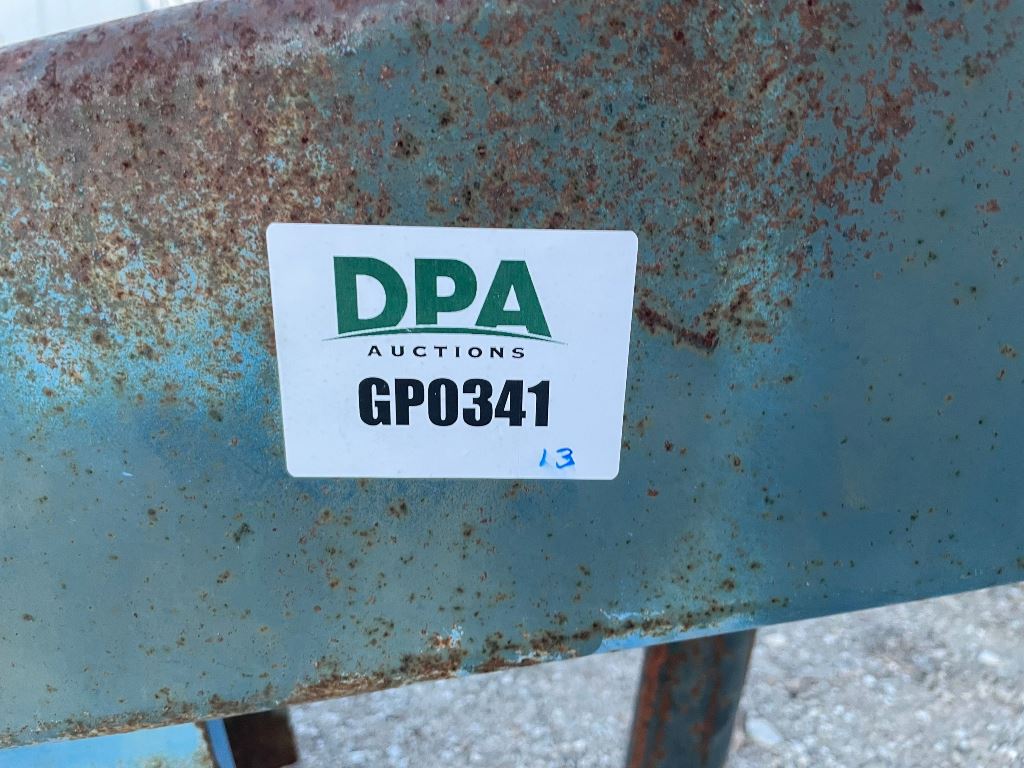 DPA
AUCTIONS
GP0341
13